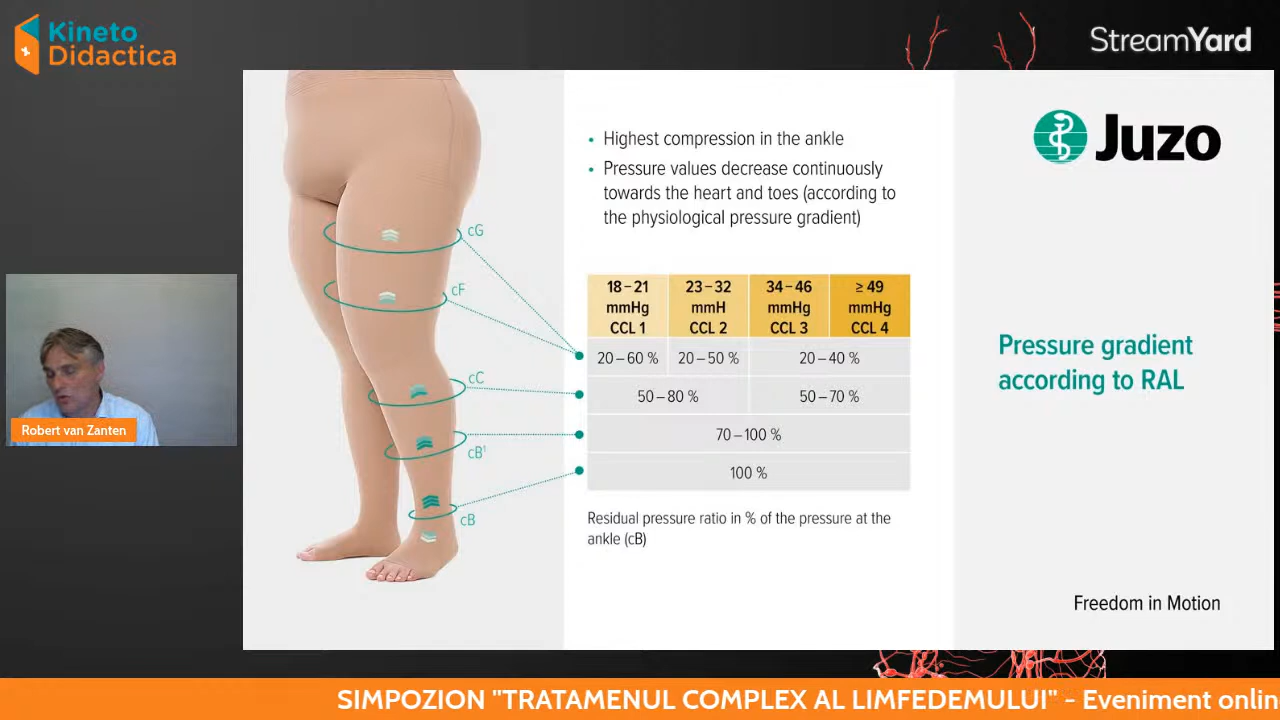 Kineto
Didactica
StreamYard
Juzo
• Highest compression in the ankle
• Pressure values decrease continuously
towards the heart and toes (according to
the physiological pressure gradient)
cG
cF
cC
cB¹
cB
18–21 23–32 34–46 ≥ 49
mmHg mmH mmHg mmHg
CCL 1 CCL 2 CCL 3 CCL 4
20–60 % 20–50 % 20–40 %
50–80 % 50–70 %
70–100 %
100 %
Residual pressure ratio in % of the pressure at the
ankle (cB)
Pressure gradient
according to RAL
Robert van Zanten
Freedom in Motion
SIMPOZION "TRATAMENUL COMPLEX AL LIMFEDEMULUI" - Eveniment onlin